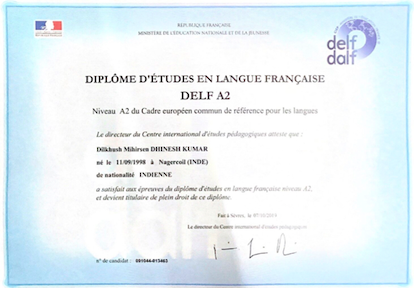 RÉPUBLIQUE FRANÇAISE
MINISTÈRE DE L'ÉDUCATION NATIONALE ET DE LA JEUNESSE
delf
dalf
DIPLÔME D'ÉTUDES EN LANGUE FRANÇAISE
DELF A2
Niveau A2 du Cadre européen commun de référence pour les langues
Le directeur du Centre international d'études pédagogiques atteste que :
Dilkhush Mihirsen DHINESH KUMAR
né le 11/09/1998 à Nagercoil (INDE)
de nationalité INDIENNE
a satisfait aux épreuves du diplôme d'études en langue française niveau A2,
et devient titulaire de plein droit de ce diplôme.
Fait à Sèvres, le
Le directeur du Centre international d'études pédagogiques
n° de candidat : 091044-013463